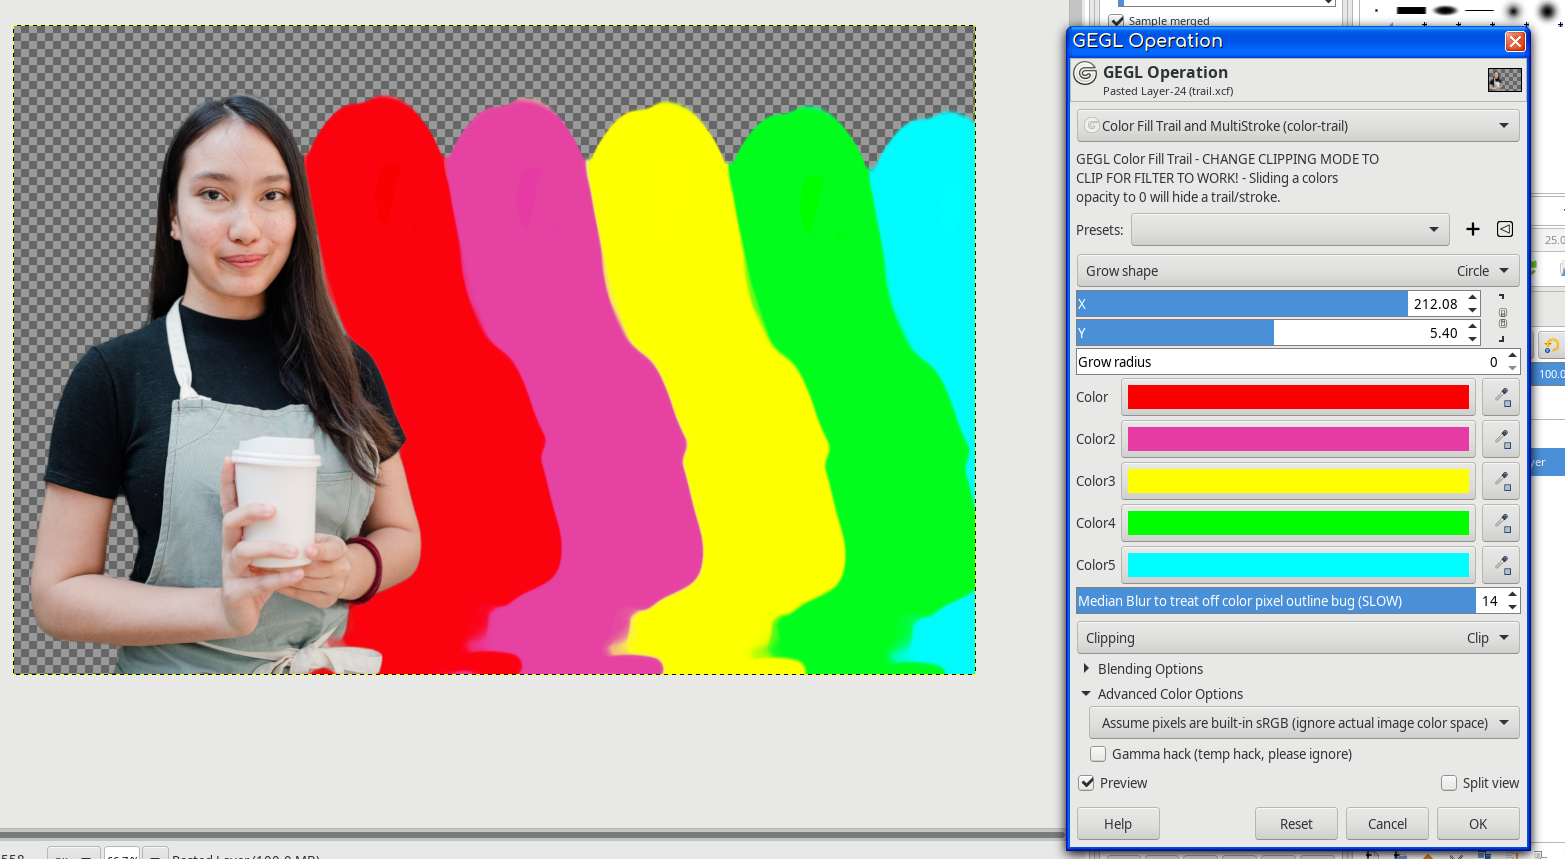 Sample merged
GEGL Operation
GEGL Operation
Pasted Layer-24 (trail.xcf)
Color Fill Trail and MultiStroke (color-trail)
GEGL Color Fill Trail - CHANGE CLIPPING MODE TO
CLIP FOR FILTER TO WORK! - Sliding a colors
opacity to 0 will hide a trail/stroke.
Presets:
25.0
Grow shape Circle
X 212.08
Y 5.40
Grow radius 0
100.0
Color
Color2
Color3
yer
Color4
Color5
Median Blur to treat off color pixel outline bug (SLOW) 14
Clipping Clip
Blending Options
Advanced Color Options
Assume pixels are built-in sRGB (ignore actual image color space)
Gamma hack (temp hack, please ignore)
Preview Split view
Help Reset Cancel OK